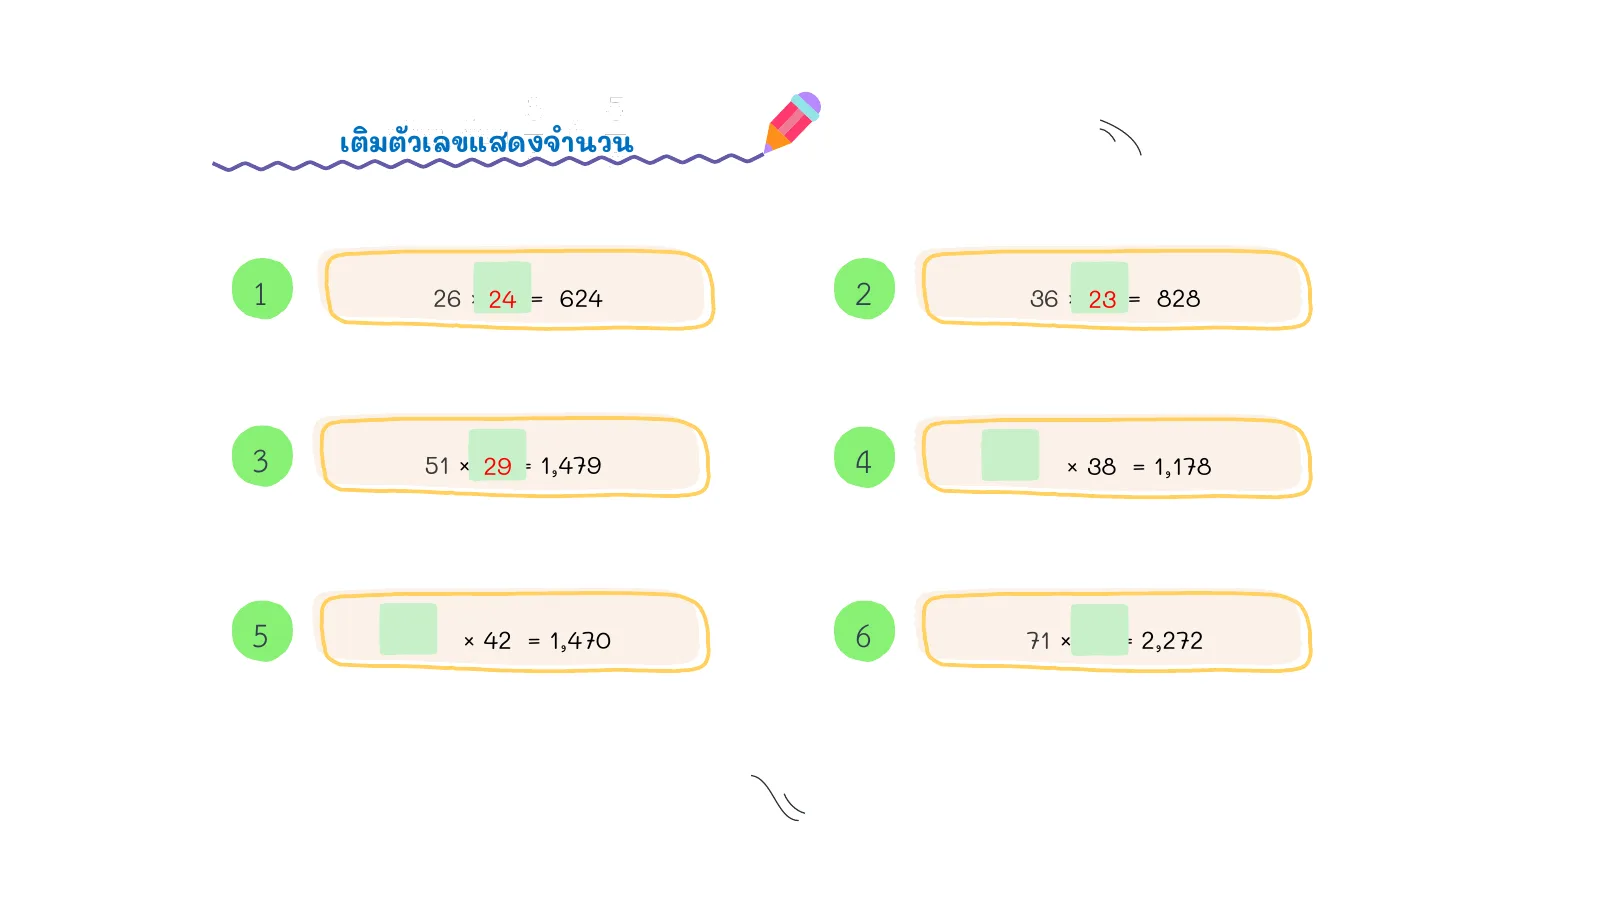 เติมตัวเลขแสดงจำนวน
1 26 × 24 = 624
2 36 × 23 = 828
3 51 × 29 = 1,479
4 × 38 = 1,178
5 × 42 = 1,470
6 71 × = 2,272